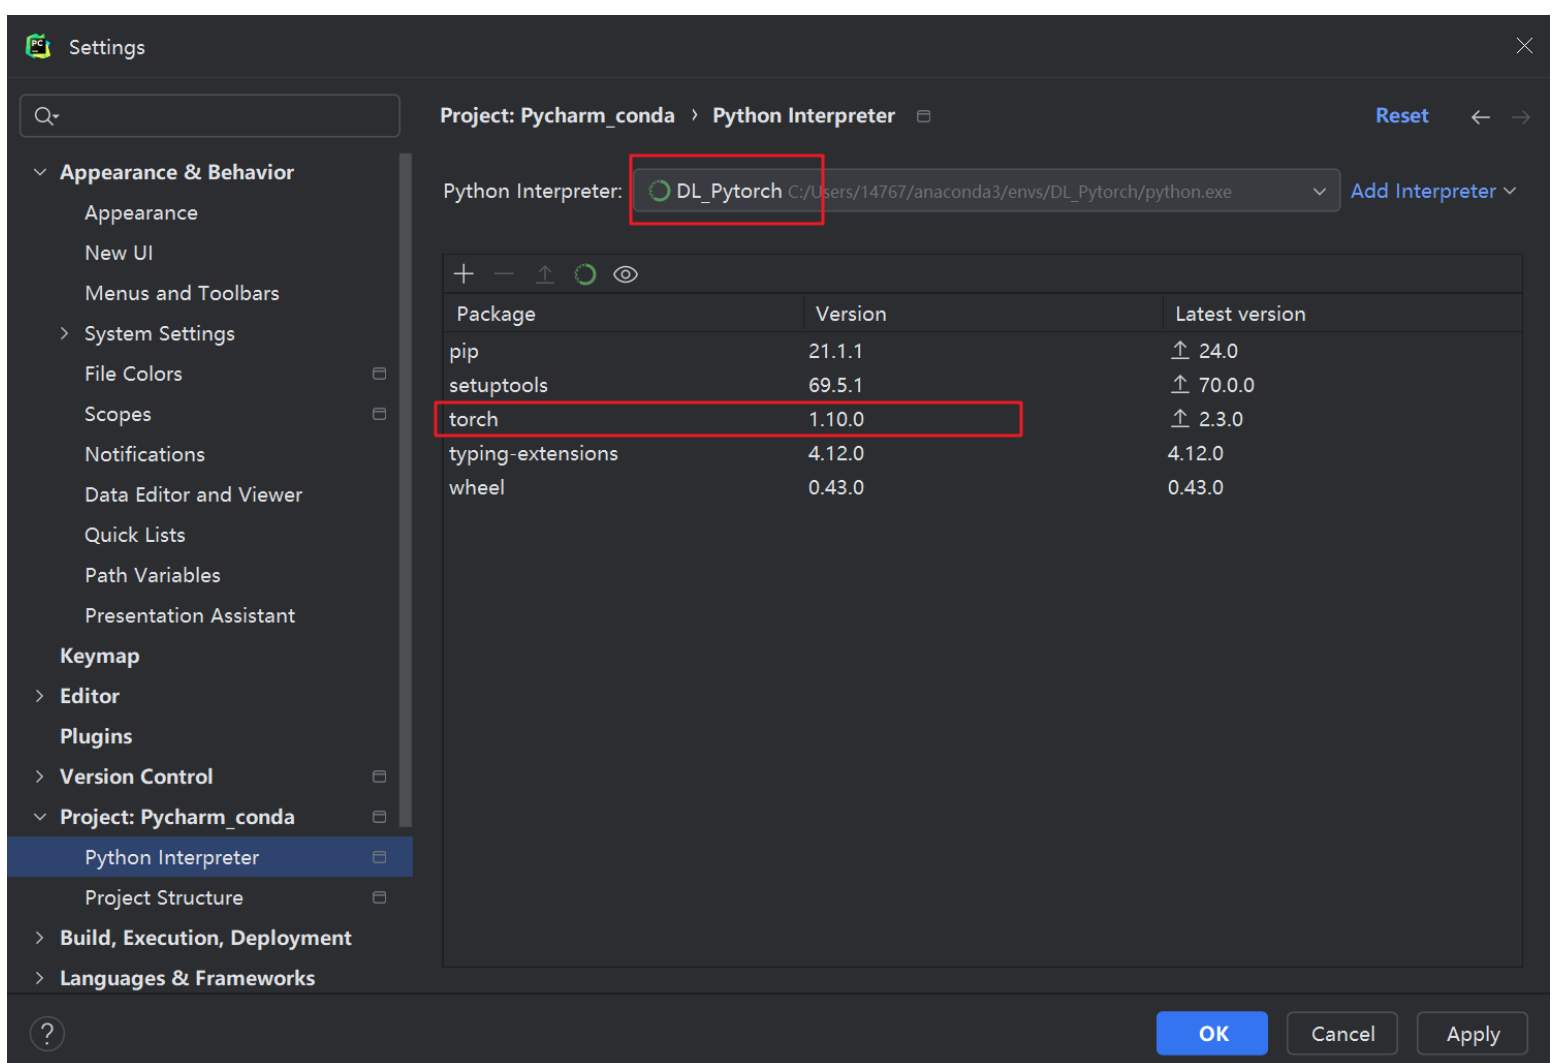 PC
Settings
Project: Pycharm_conda › Python Interpreter
Reset
Python Interpreter:
DL_Pytorch C:/Users/14767/anaconda3/envs/DL_Pytorch/python.exe
Add Interpreter
Appearance & Behavior
Appearance
New UI
Menus and Toolbars
System Settings
File Colors
Scopes
Notifications
Data Editor and Viewer
Quick Lists
Path Variables
Presentation Assistant
Keymap
Editor
Plugins
Version Control
Project: Pycharm_conda
Python Interpreter
Project Structure
Build, Execution, Deployment
Languages & Frameworks
Package Version Latest version
pip 21.1.1 24.0
setuptools 69.5.1 70.0.0
torch 1.10.0 2.3.0
typing-extensions 4.12.0 4.12.0
wheel 0.43.0 0.43.0
?
OK
Cancel
Apply